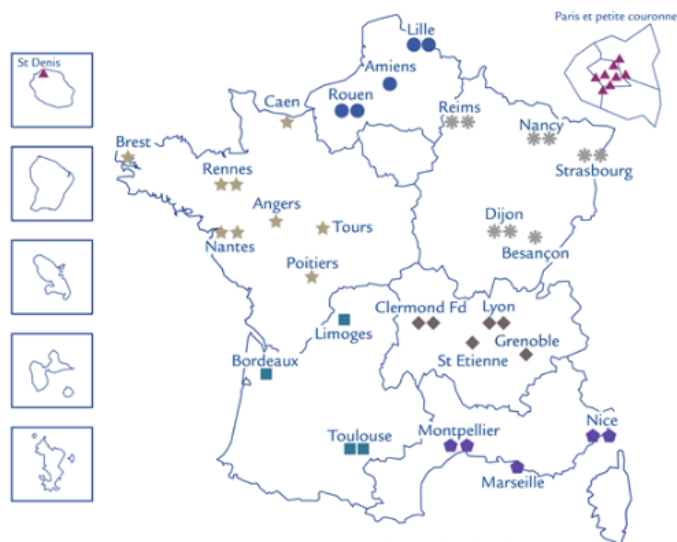 Paris et petite couronne
Lille
St Denis
Amiens
Rouen
Caen
Reims
Nancy
Brest
Strasbourg
Rennes
Angers
Tours
Dijon
Nantes
Besançon
Poitiers
Clermond Fd
Lyon
Limoges
Grenoble
St Etienne
Bordeaux
Nice
Montpellier
Toulouse
Marseille